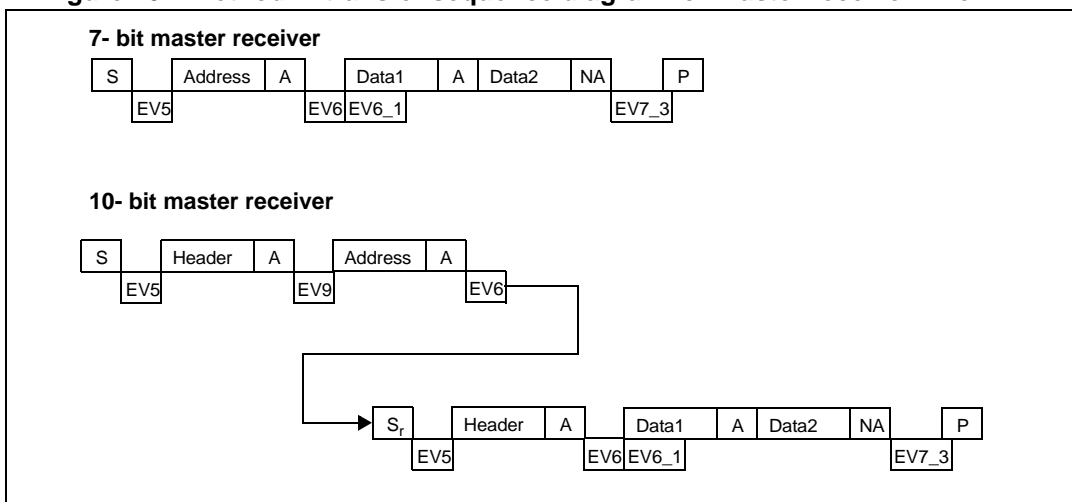 7- bit master receiver
S Address A Data1 A Data2 NA P
EV5 EV6 EV6_1 EV7_3
10- bit master receiver
S Header A Address A
EV5 EV9 EV6
Sr Header A Data1 A Data2 NA P
EV5 EV6 EV6_1 EV7_3